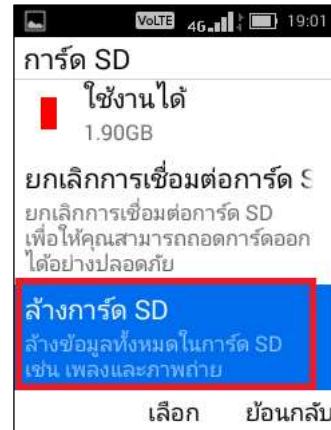 VoLTE 4G 19:01
การ์ด SD
ใช้งานได้
1.90GB
ยกเลิกการเชื่อมต่อการ์ด S
ยกเลิกการเชื่อมต่อการ์ด SD
เพื่อให้คุณสามารถถอดการ์ดออก
ได้อย่างปลอดภัย
ล้างการ์ด SD
ล้างข้อมูลทั้งหมดในการ์ด SD
เช่น เพลงและภาพถ่าย
เลือก ย้อนกลับ